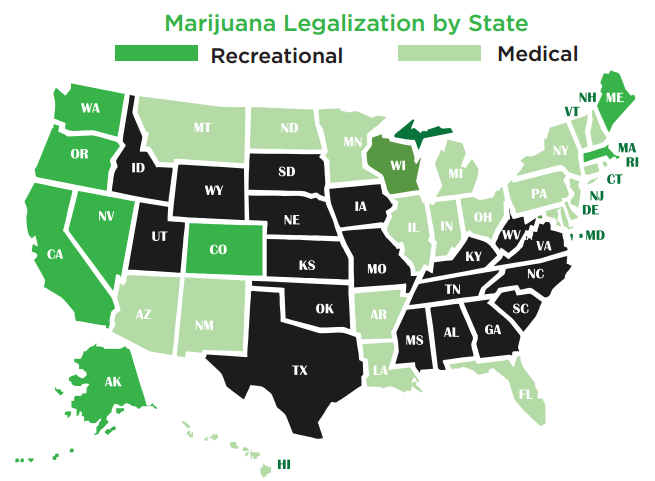 Marijuana Legalization by State
Recreational
Medical
WA
MT
ND
MN
OR
ID
WY
SD
WI
MI
NY
VT
NH
ME
MA
RI
CT
NJ
DE
MD
PA
NV
CA
UT
CO
NE
IA
IL
IN
OH
WV
VA
KS
MO
KY
NC
TN
SC
AZ
NM
OK
AR
MS
AL
GA
TX
LA
FL
AK
HI